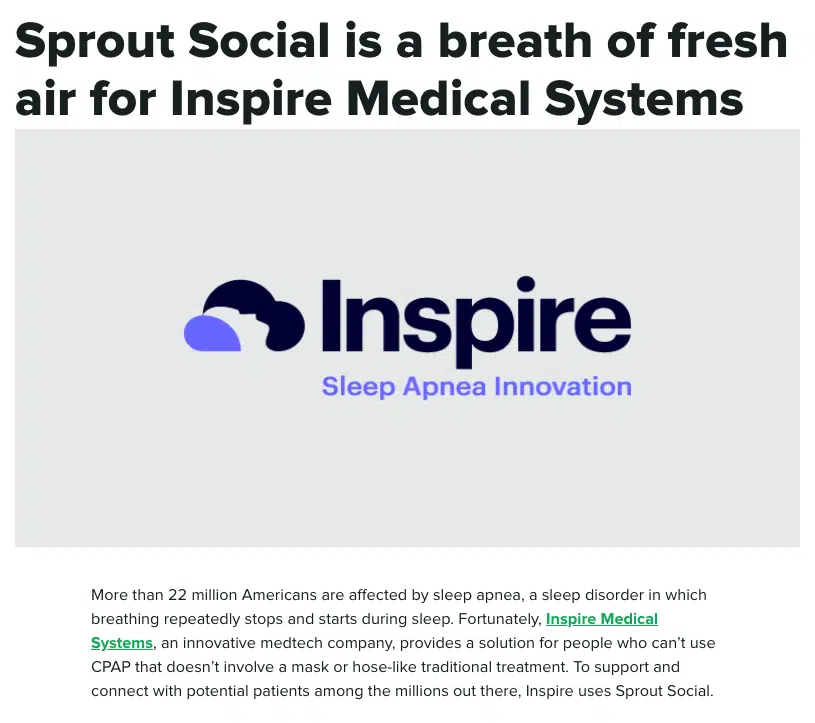 Sprout Social is a breath of fresh
air for Inspire Medical Systems
Inspire
Sleep Apnea Innovation
More than 22 million Americans are affected by sleep apnea, a sleep disorder in which
breathing repeatedly stops and starts during sleep. Fortunately, Inspire Medical
Systems, an innovative medtech company, provides a solution for people who can’t use
CPAP that doesn’t involve a mask or hose-like traditional treatment. To support and
connect with potential patients among the millions out there, Inspire uses Sprout Social.